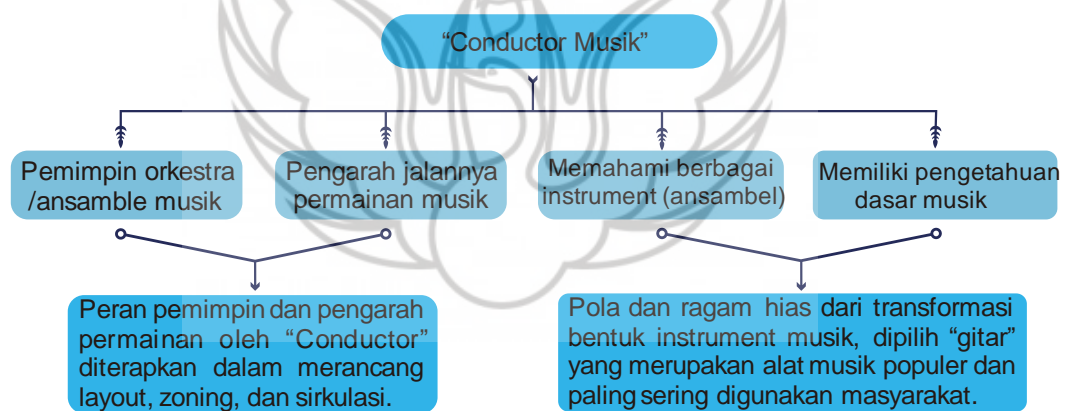 “Conductor Musik”
Pemimpin orkestra
/ansamble musik
Pengarah jalannya
permainan musik
Memahami berbagai
instrument (ansambel)
Memiliki pengetahuan
dasar musik
Peran pemimpin dan pengarah
permainan oleh “Conductor”
diterapkan dalam merancang
layout, zoning, dan sirkulasi.
Pola dan ragam hias dari transformasi
bentuk instrument musik, dipilih “gitar”
yang merupakan alat musik populer dan
paling sering digunakan masyarakat.